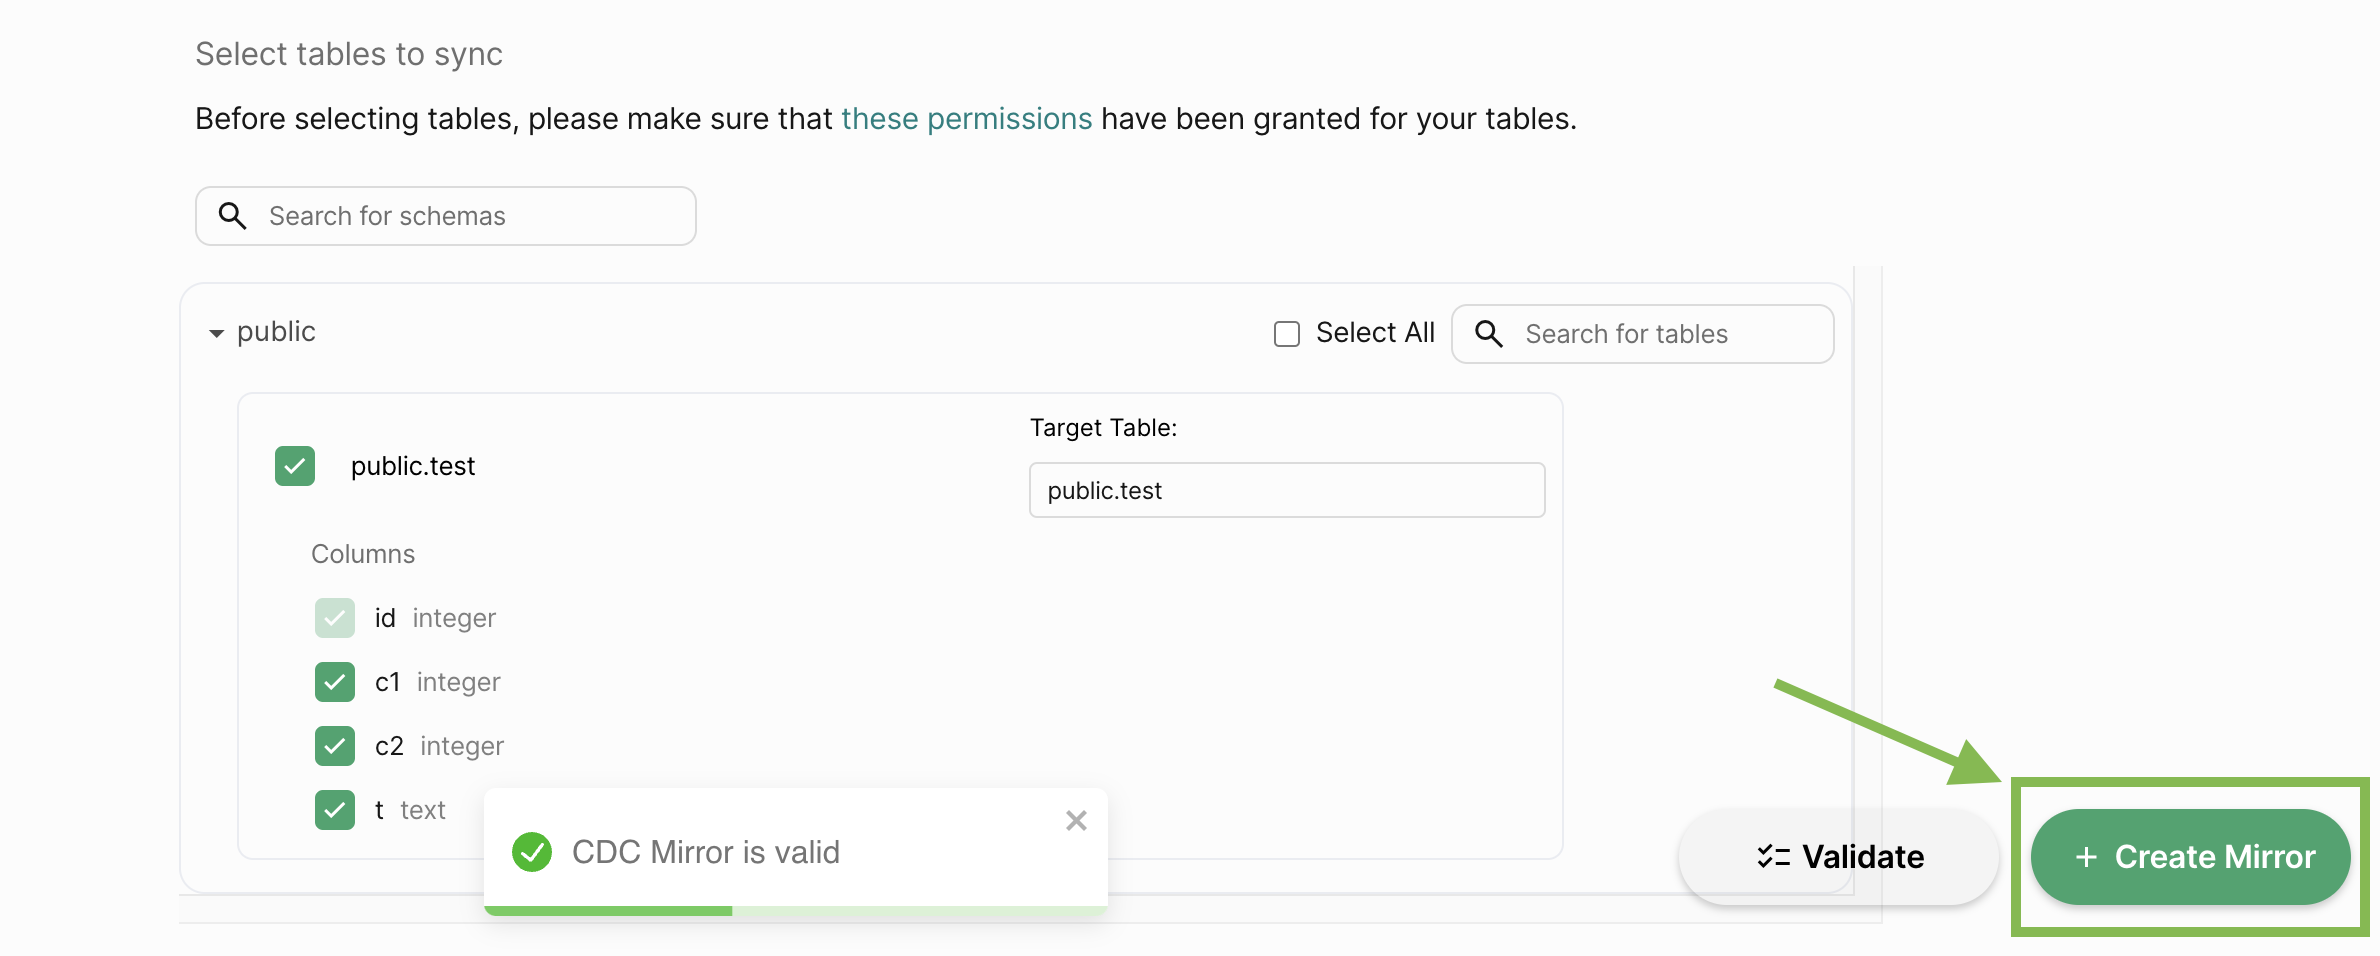 Select tables to sync
Before selecting tables, please make sure that these permissions have been granted for your tables.
Search for schemas
public
Select All
Search for tables
public.test
Target Table:
public.test
Columns
id integer
c1 integer
c2 integer
t text
CDC Mirror is valid
Validate
+ Create Mirror